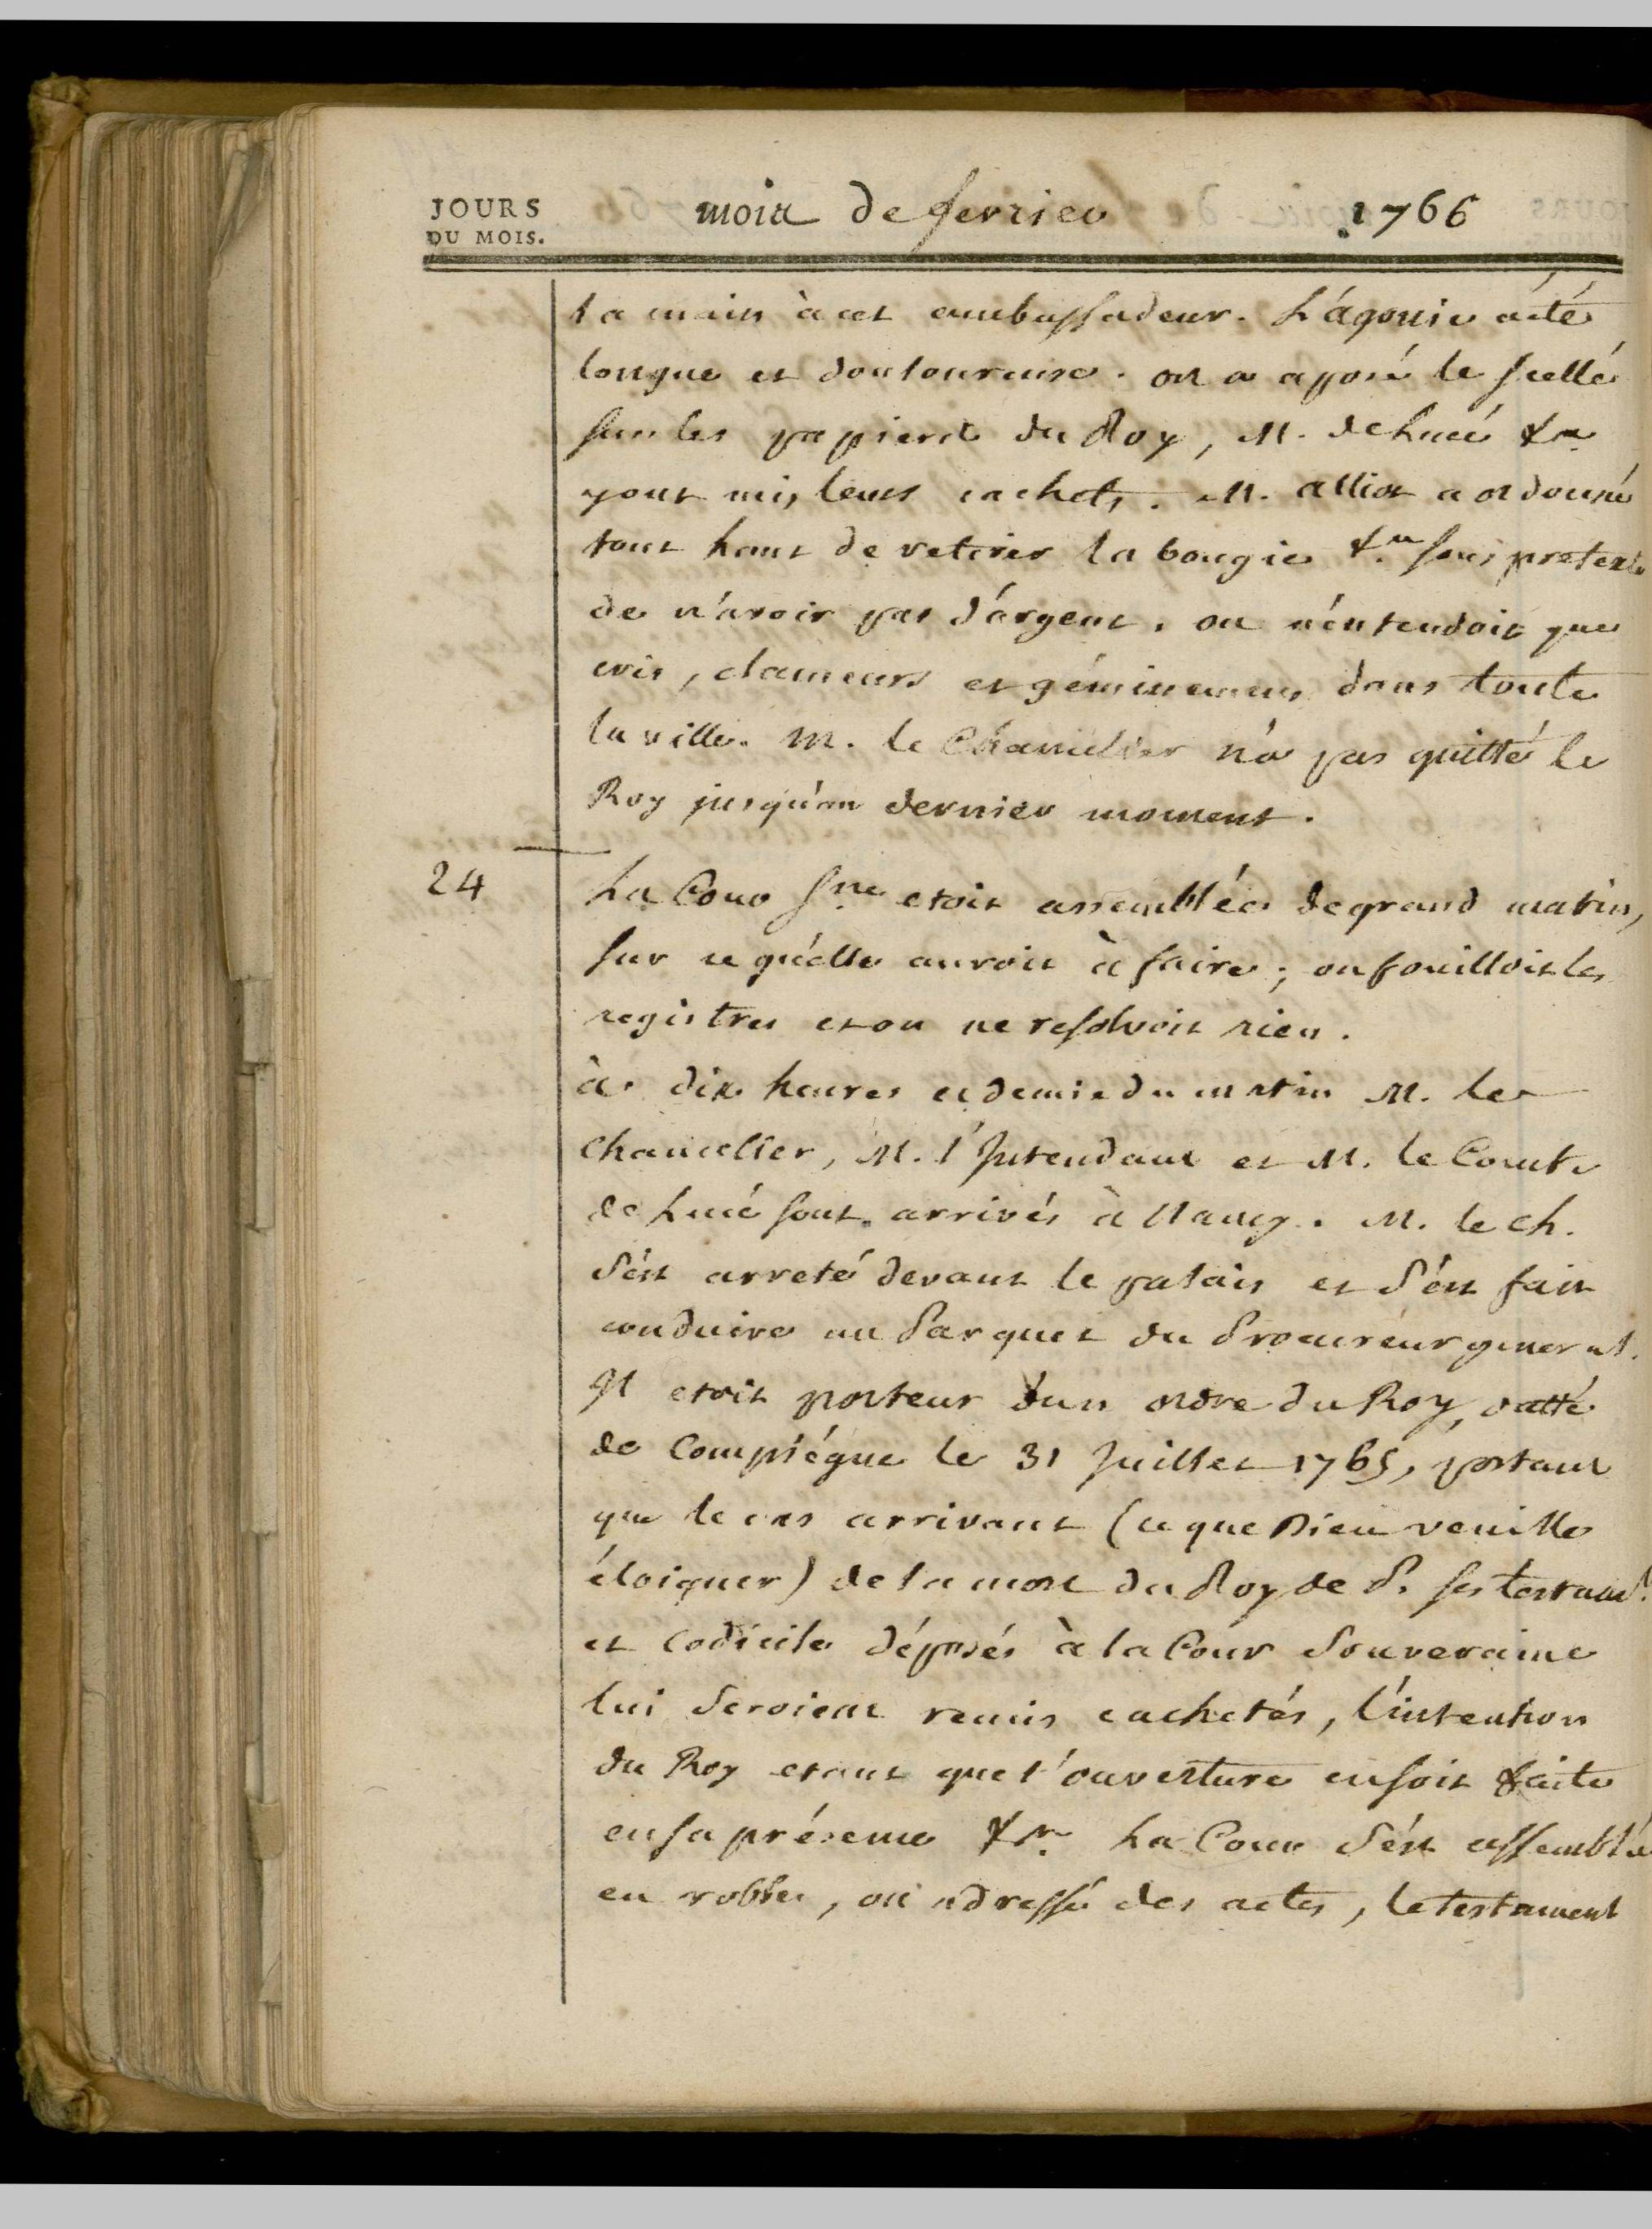 JOURS
DU MOIS.
mois de fevrier 1766
la main à cet ambassadeur. L'ágonie a été
longue et douloureuse. on a apposé le scellé
sur les papiers du Roy, M. de Lucé &a
y ont mis leurs cachets. M. alliot a ordonné
tout haut de retirer la bougie &a sous pretexte
de n'avoir pas d'argent. on n'entendoit que
cris, clameurs et gémissemens dans toute
la ville. M. le Chancelier n'a pas quitté le
Roy jusqu'au dernier moment.
24
La Cour Sne etoit assemblée de grand matin,
sur ce qu'elle auroit à faire; on fouilloit les
registres et on ne resolvoit rien.
à dix heures et demie du matin M. le
Chancelier, M. l'Intendant et M. le Comte
de Lucé sont arrivés à Nancy. M. le Ch.
s'est arreté devant le palais et s'est fait
conduire au Parquet du Procureur general.
Il etoit porteur d'un ordre du Roy, datté
de Compiégne le 31 Juillet 1765, portant
que le cas arrivant (ce que Dieu veuille
éloigner) de la mort du Roy de P. ses testamt.
et codicile déposés à la Cour Souveraine
lui seroient remis cachetés, l'intention
du Roy etant que l'ouverture en soit faite
en sa présence &a. La Cour s'est assemblée
en robbes, on a dressé des actes, le testament